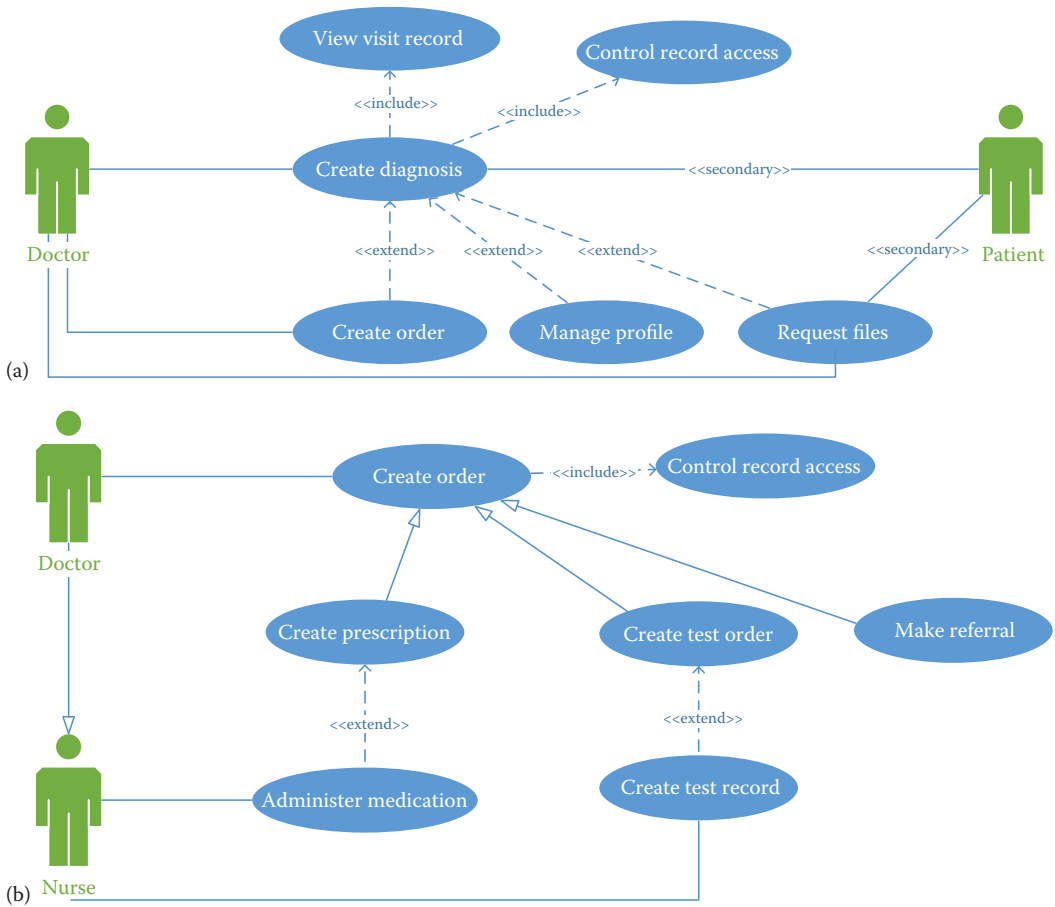 View visit record
Control record access
<<include>>
<<include>>
Create diagnosis
<<secondary>>
Doctor
<<extend>>
<<extend>>
<<extend>>
<<secondary>>
Patient
Create order
Manage profile
Request files
(a)
Create order
<<include>>
Control record access
Doctor
Create prescription
Create test order
Make referral
<<extend>>
<<extend>>
Administer medication
Create test record
(b)
Nurse